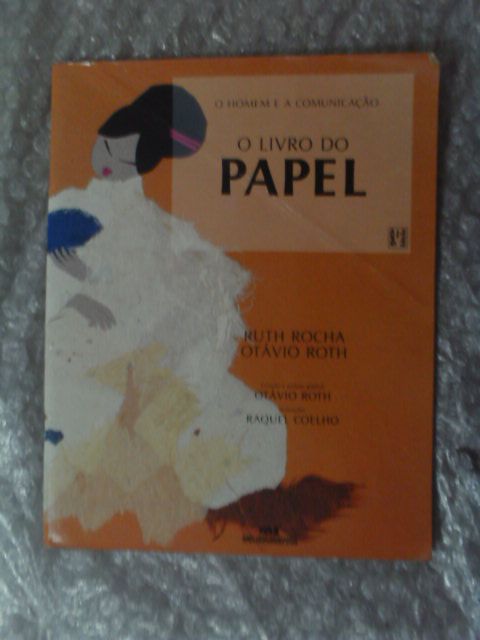 O HOMEM E A COMUNICAÇÃO
O LIVRO DO
PAPEL
RUTH ROCHA
OTÁVIO ROTH
OTÁVIO ROTH
RAQUEL COELHO